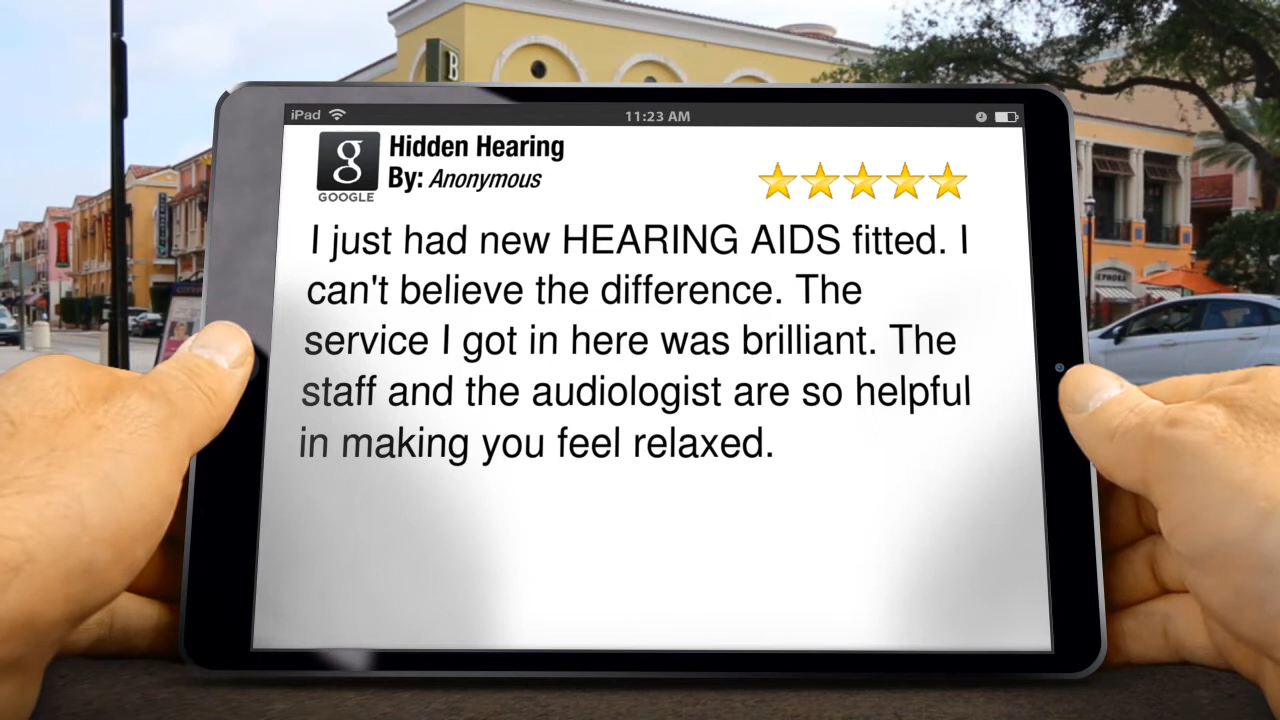 B
iPad 11:23 AM
g
GOOGLE
Hidden Hearing
By: Anonymous
I just had new HEARING AIDS fitted. I
can't believe the difference. The
service I got in here was brilliant. The
staff and the audiologist are so helpful
in making you feel relaxed.
SEPHORA